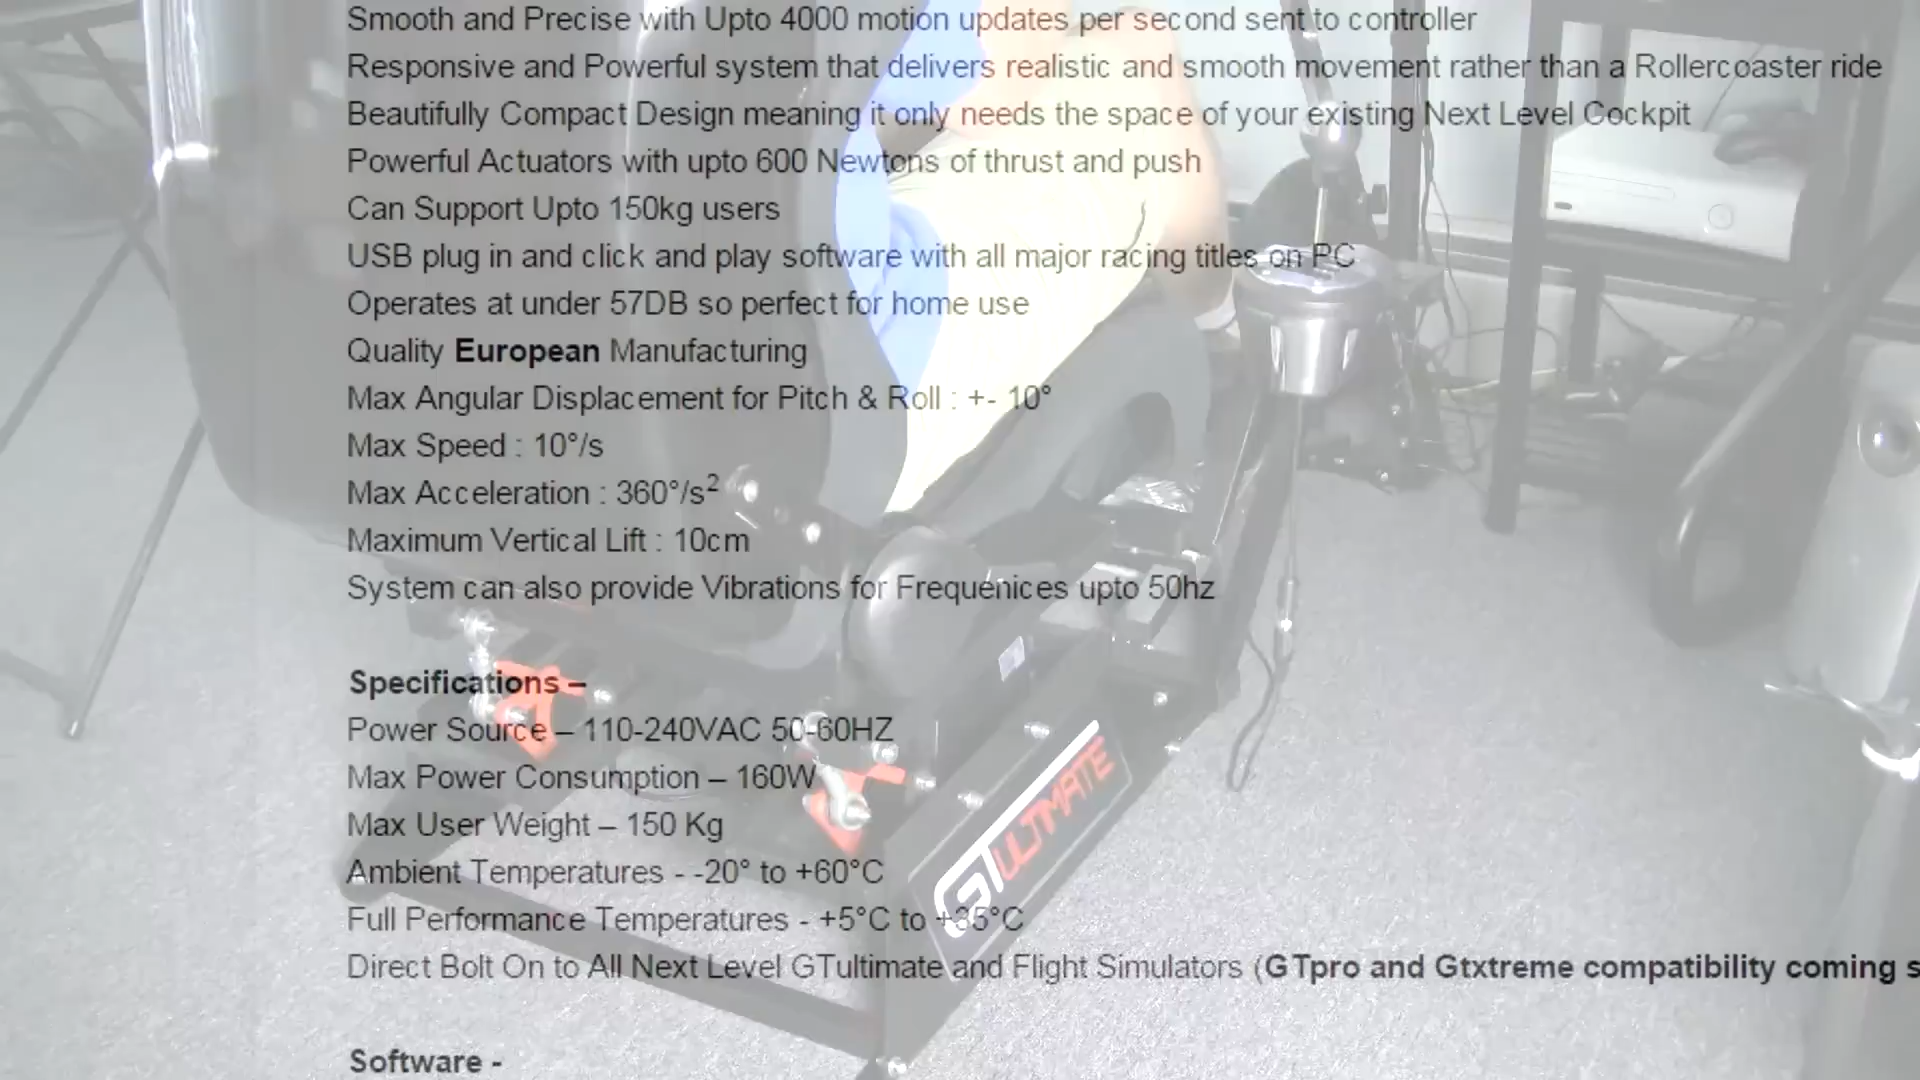 Smooth and Precise with Upto 4000 motion updates per second sent to controller
Responsive and Powerful system that delivers realistic and smooth movement rather than a Rollercoaster ride
Beautifully Compact Design meaning it only needs the space of your existing Next Level Cockpit
Powerful Actuators with upto 600 Newtons of thrust and push
Can Support Upto 150kg users
USB plug in and click and play software with all major racing titles on PC
Operates at under 57DB so perfect for home use
Quality European Manufacturing
Max Angular Displacement for Pitch & Roll : +- 10°
Max Speed : 10°/s
Max Acceleration : 360°/s²
Maximum Vertical Lift : 10cm
System can also provide Vibrations for Frequenices upto 50hz
Specifications –
Power Source – 110-240VAC 50-60HZ
Max Power Consumption – 160W
Max User Weight – 150 Kg
Ambient Temperatures - -20° to +60°C
Full Performance Temperatures - +5°C to +35°C
Direct Bolt On to All Next Level GTultimate and Flight Simulators (GTpro and Gtxtreme compatibility coming s
Software -
GTULTIMATE